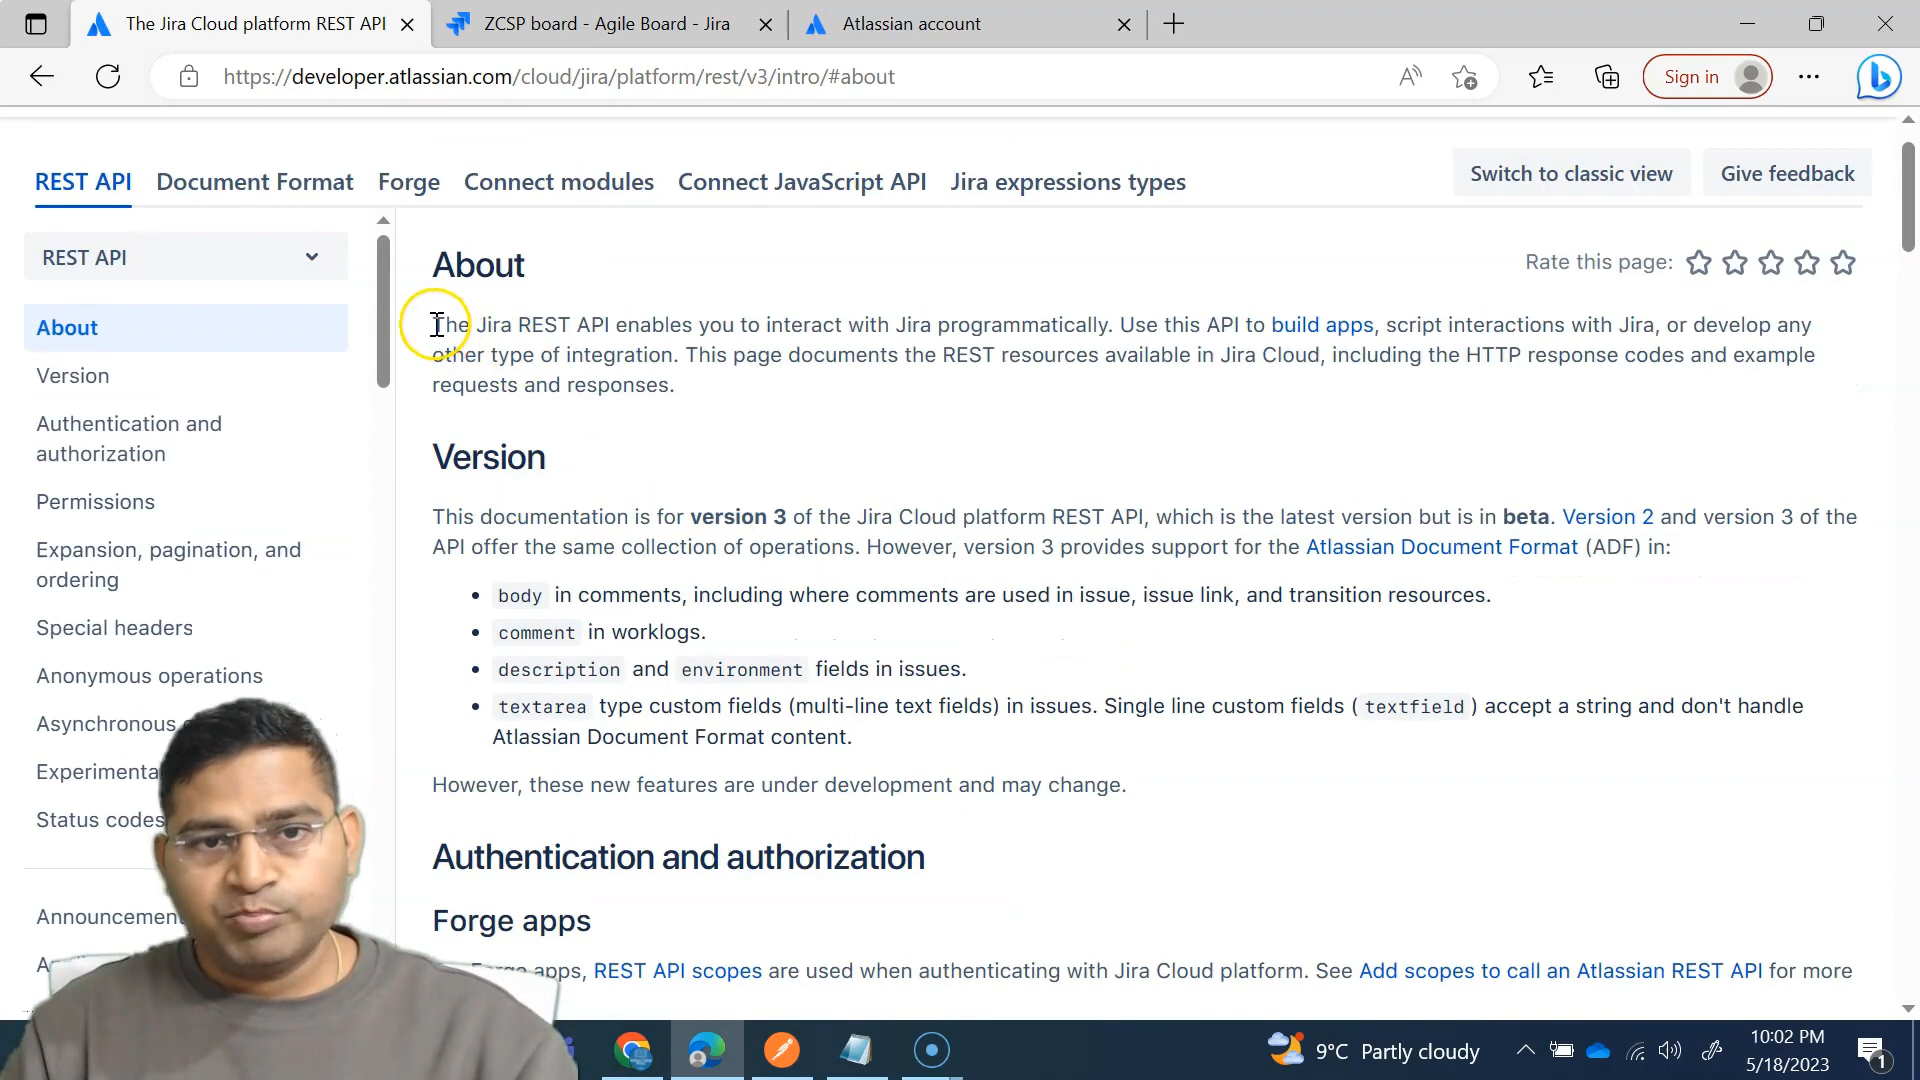 The Jira Cloud platform REST API
ZCSP board - Agile Board - Jira
Atlassian account
https://developer.atlassian.com/cloud/jira/platform/rest/v3/intro/#about
Sign in
REST API
Document Format
Forge
Connect modules
Connect JavaScript API
Jira expressions types
Switch to classic view
Give feedback
REST API
About
Version
Authentication and
authorization
Permissions
Expansion, pagination, and
ordering
Special headers
Anonymous operations
Asynchronous
Experimenta
Status codes
Announcement
About
Rate this page:
The Jira REST API enables you to interact with Jira programmatically. Use this API to build apps, script interactions with Jira, or develop any
other type of integration. This page documents the REST resources available in Jira Cloud, including the HTTP response codes and example
requests and responses.
Version
This documentation is for version 3 of the Jira Cloud platform REST API, which is the latest version but is in beta. Version 2 and version 3 of the
API offer the same collection of operations. However, version 3 provides support for the Atlassian Document Format (ADF) in:
• body in comments, including where comments are used in issue, issue link, and transition resources.
• comment in worklogs.
• description and environment fields in issues.
• textarea type custom fields (multi-line text fields) in issues. Single line custom fields ( textfield ) accept a string and don't handle
Atlassian Document Format content.
However, these new features are under development and may change.
Authentication and authorization
Forge apps
apps, REST API scopes are used when authenticating with Jira Cloud platform. See Add scopes to call an Atlassian REST API for more
9°C Partly cloudy
10:02 PM
5/18/2023
1